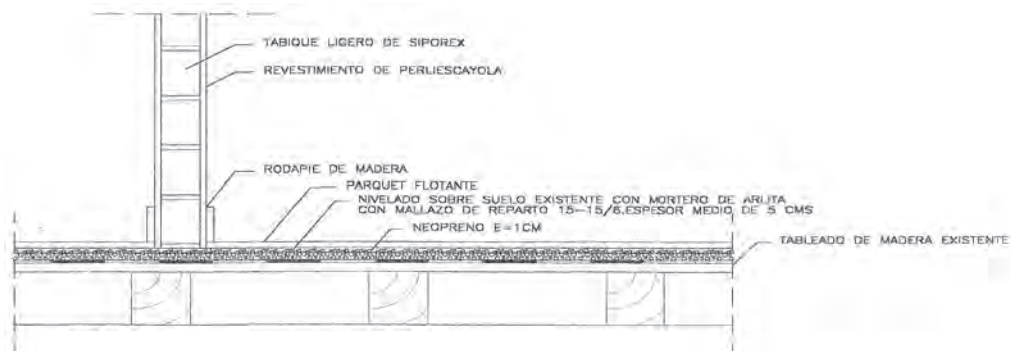 TABIQUE LIGERO DE SIPOREX
REVESTIMIENTO DE PERLIESCAYOLA
RODAPIE DE MADERA
PARQUET FLOTANTE
NIVELADO SOBRE SUELO EXISTENTE CON MORTERO DE ARLITA
CON MALLAZO DE REPARTO 15-15/6.ESPESOR MEDIO DE 5 CMS
NEOPRENO E=1CM
TABLEADO DE MADERA EXISTENTE